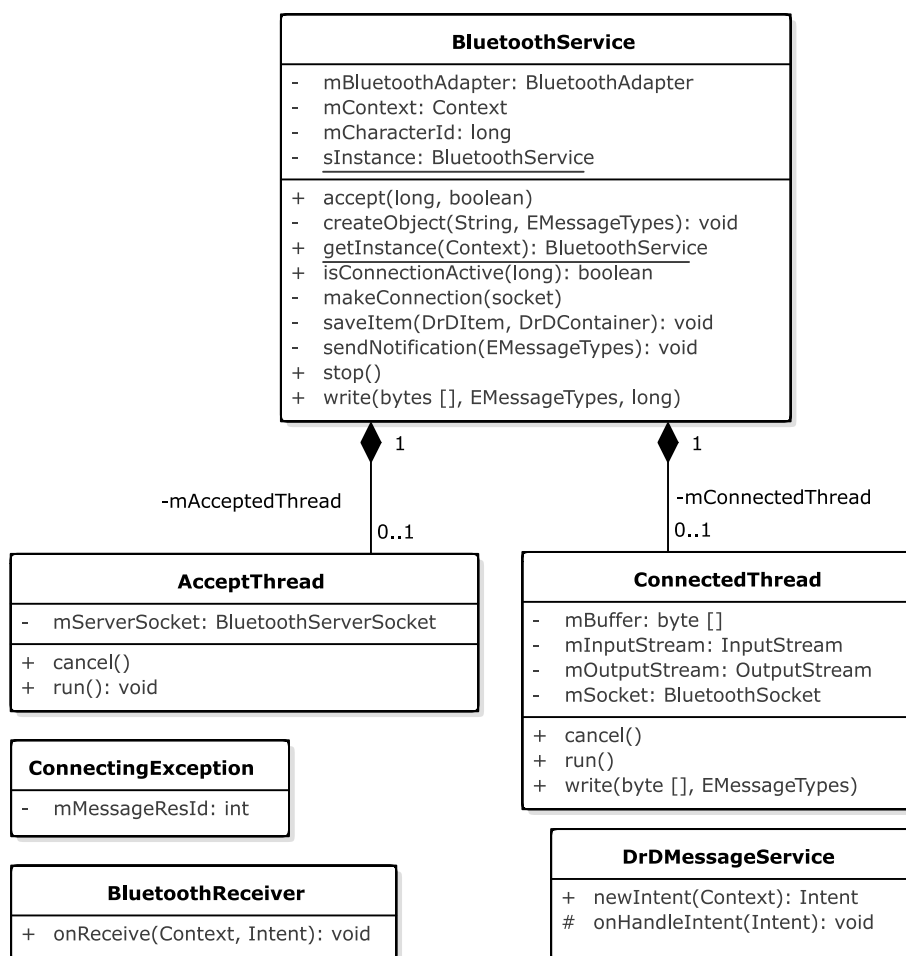 BluetoothService
- mBluetoothAdapter: BluetoothAdapter
- mContext: Context
- mCharacterId: long
- sInstance: BluetoothService
+ accept(long, boolean)
- createObject(String, EMessageTypes): void
+ getInstance(Context): BluetoothService
+ isConnectionActive(long): boolean
- makeConnection(socket)
- saveItem(DrDItem, DrDContainer): void
- sendNotification(EMessageTypes): void
+ stop()
+ write(bytes [], EMessageTypes, long)
1
1
-mAcceptedThread
-mConnectedThread
0..1
0..1
AcceptThread
- mServerSocket: BluetoothServerSocket
+ cancel()
+ run(): void
ConnectedThread
- mBuffer: byte []
- mInputStream: InputStream
- mOutputStream: OutputStream
- mSocket: BluetoothSocket
+ cancel()
+ run()
+ write(byte [], EMessageTypes)
ConnectingException
- mMessageResId: int
DrDMessageService
+ newIntent(Context): Intent
# onHandleIntent(Intent): void
BluetoothReceiver
+ onReceive(Context, Intent): void